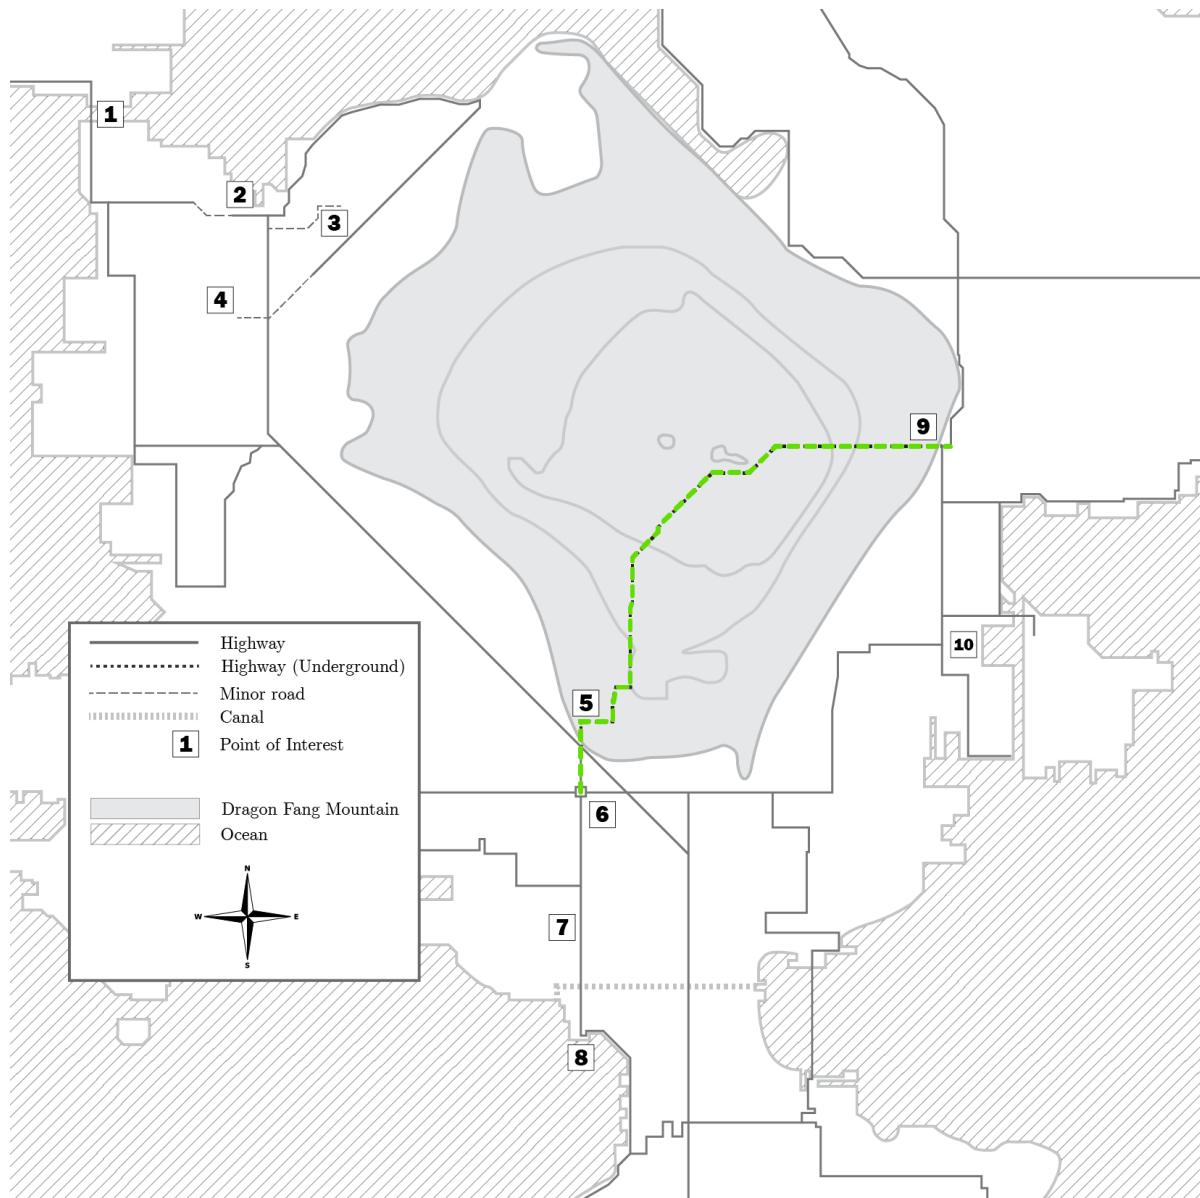 1
2
3
4
9
5
10
6
7
8
Highway
Highway (Underground)
Minor road
Canal
1 Point of Interest
Dragon Fang Mountain
Ocean
N
W E
S